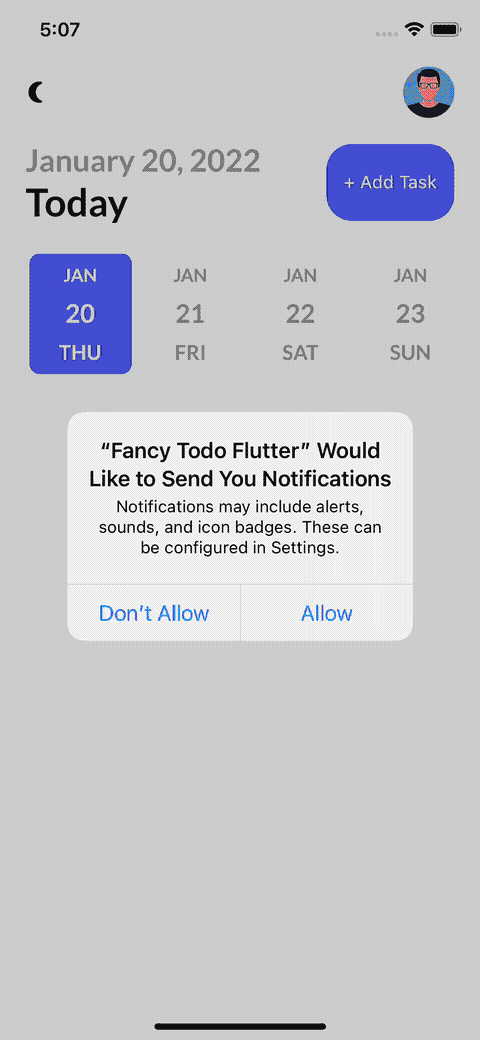 5:07
January 20, 2022
Today
+ Add Task
JAN JAN JAN JAN
20 21 22 23
THU FRI SAT SUN
“Fancy Todo Flutter” Would
Like to Send You Notifications
Notifications may include alerts,
sounds, and icon badges. These can
be configured in Settings.
Don’t Allow Allow